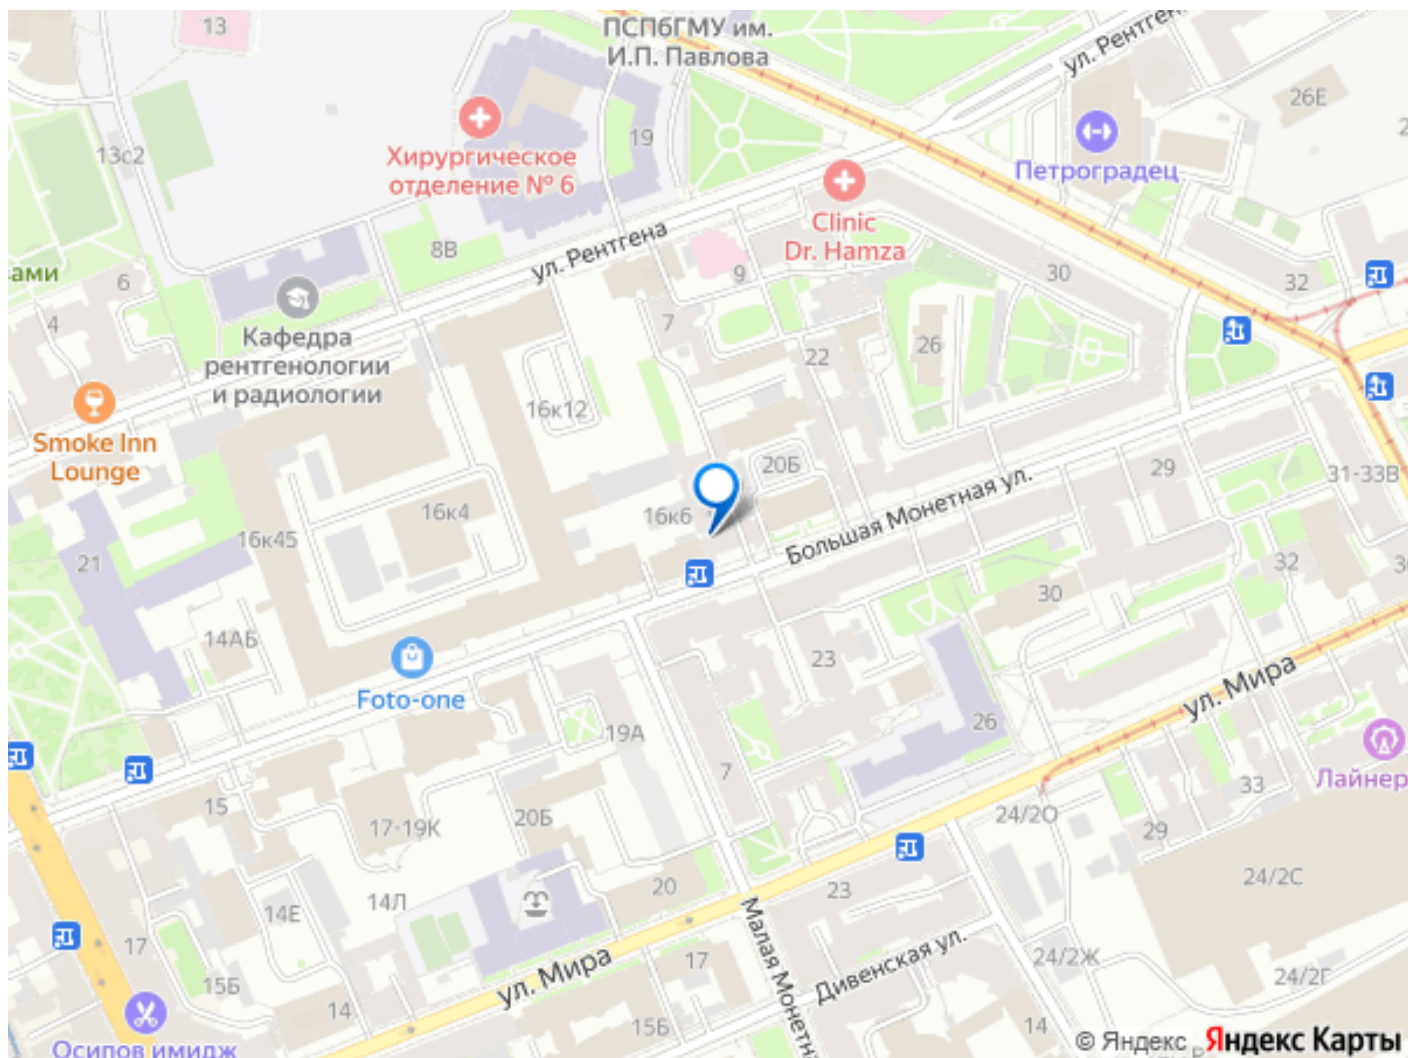 13
ПСПбГМУ им.
И.П. Павлова
ул. Рентгена
26Е
13с2
19
Хирургическое
отделение № 6
Петроградец
Clinic
Dr. Hamza
8В
ул. Рентгена
9
30
32
6
4
7
26
22
Кафедра
рентгенологии
и радиологии
16к12
Smoke Inn
Lounge
20Б
29
31-33В
16к6
16к4
16к45
Большая Монетная ул.
21
32
30
14АБ
23
Foto-one
ул. Мира
26
19А
7
33
Лайнер
15
17-19К
20Б
24/2О
29
20
23
24/2С
14Л
14Е
17
Малая Монетн
Дивенская ул.
24/2Ж
24/2Г
ул. Мира
17
15Б
14
15Б
14
Осипов имидж
© Яндекс Яндекс Карты